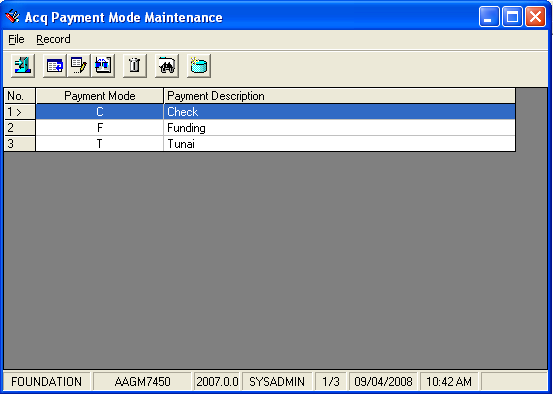 Acq Payment Mode Maintenance
File Record
No. Payment Mode Payment Description
1 > C Check
2 F Funding
3 T Tunai
FOUNDATION AAGM7450 2007.0.0 SYSADMIN 1/3 09/04/2008 10:42 AM